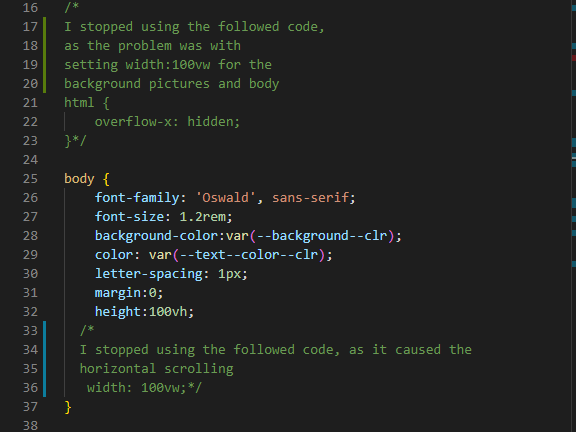 16 /*
17 I stopped using the followed code,
18 as the problem was with
19 setting width:100vw for the
20 background pictures and body
21 html {
22 overflow-x: hidden;
23 }*/
24
25 body {
26 font-family: 'Oswald', sans-serif;
27 font-size: 1.2rem;
28 background-color:var(--background--clr);
29 color: var(--text--color--clr);
30 letter-spacing: 1px;
31 margin:0;
32 height:100vh;
33 /*
34 I stopped using the followed code, as it caused the
35 horizontal scrolling
36 width: 100vw;*/
37 }
38